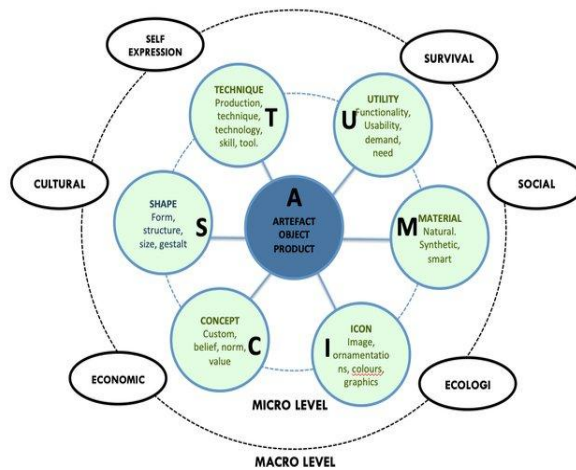 SELF
EXPRESSION
SURVIVAL
TECHNIQUE
Production,
technique,
technology,
skill, tool.
T
UTILITY
Functionality,
Usability,
demand,
need
U
CULTURAL
SOCIAL
SHAPE
Form,
structure,
size, gestalt
S
A
ARTEFACT
OBJECT
PRODUCT
MATERIAL
Natural.
Synthetic,
smart
M
CONCEPT
Custom,
belief, norm,
value
C
ICON
Image,
ornamentatio
ns, colours,
graphics
I
ECONOMIC
ECOLOGI
MICRO LEVEL
MACRO LEVEL